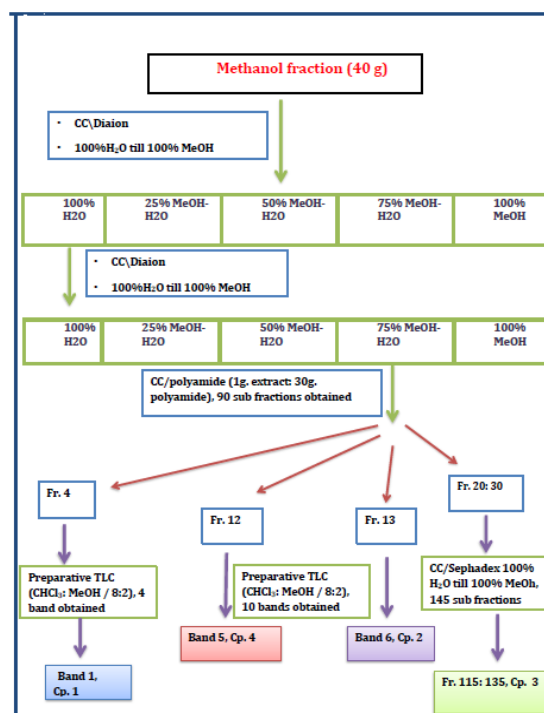 Methanol fraction (40 g)
• CC\Diaion
• 100%H₂O till 100% MeOH
100% H2O
25% MeOH-H2O
50% MeOH-H2O
75% MeOH-H2O
100% MeOH
• CC\Diaion
• 100%H₂O till 100% MeOH
100% H2O
25% MeOH-H2O
50% MeOH-H2O
75% MeOH-H2O
100% MeOH
CC/polyamide (1g. extract: 30g.
polyamide), 90 sub fractions obtained
Fr. 4
Fr. 12
Fr. 13
Fr. 20: 30
Preparative TLC
(CHCl₃: MeOH / 8:2), 4
band obtained
Preparative TLC
(CHCl₃: MeOH / 8:2),
10 bands obtained
CC/Sephadex 100%
H₂O till 100% MeOh,
145 sub fractions
Band 1,
Cp. 1
Band 5, Cp. 4
Band 6, Cp. 2
Fr. 115: 135, Cp. 3